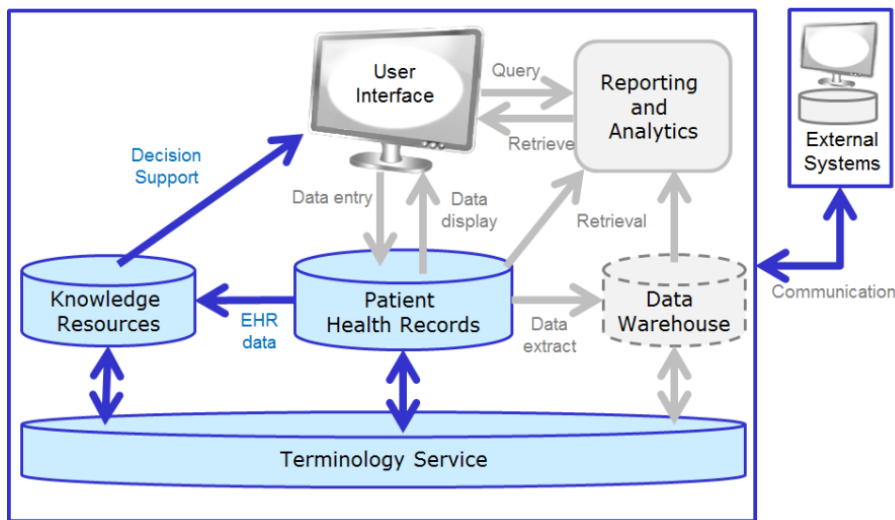 User
Interface
Query
Reporting
and
Analytics
Retrieve
External
Systems
Decision
Support
Data entry
Data
display
Retrieval
Knowledge
Resources
EHR
data
Patient
Health Records
Data
extract
Data
Warehouse
Communication
Terminology Service